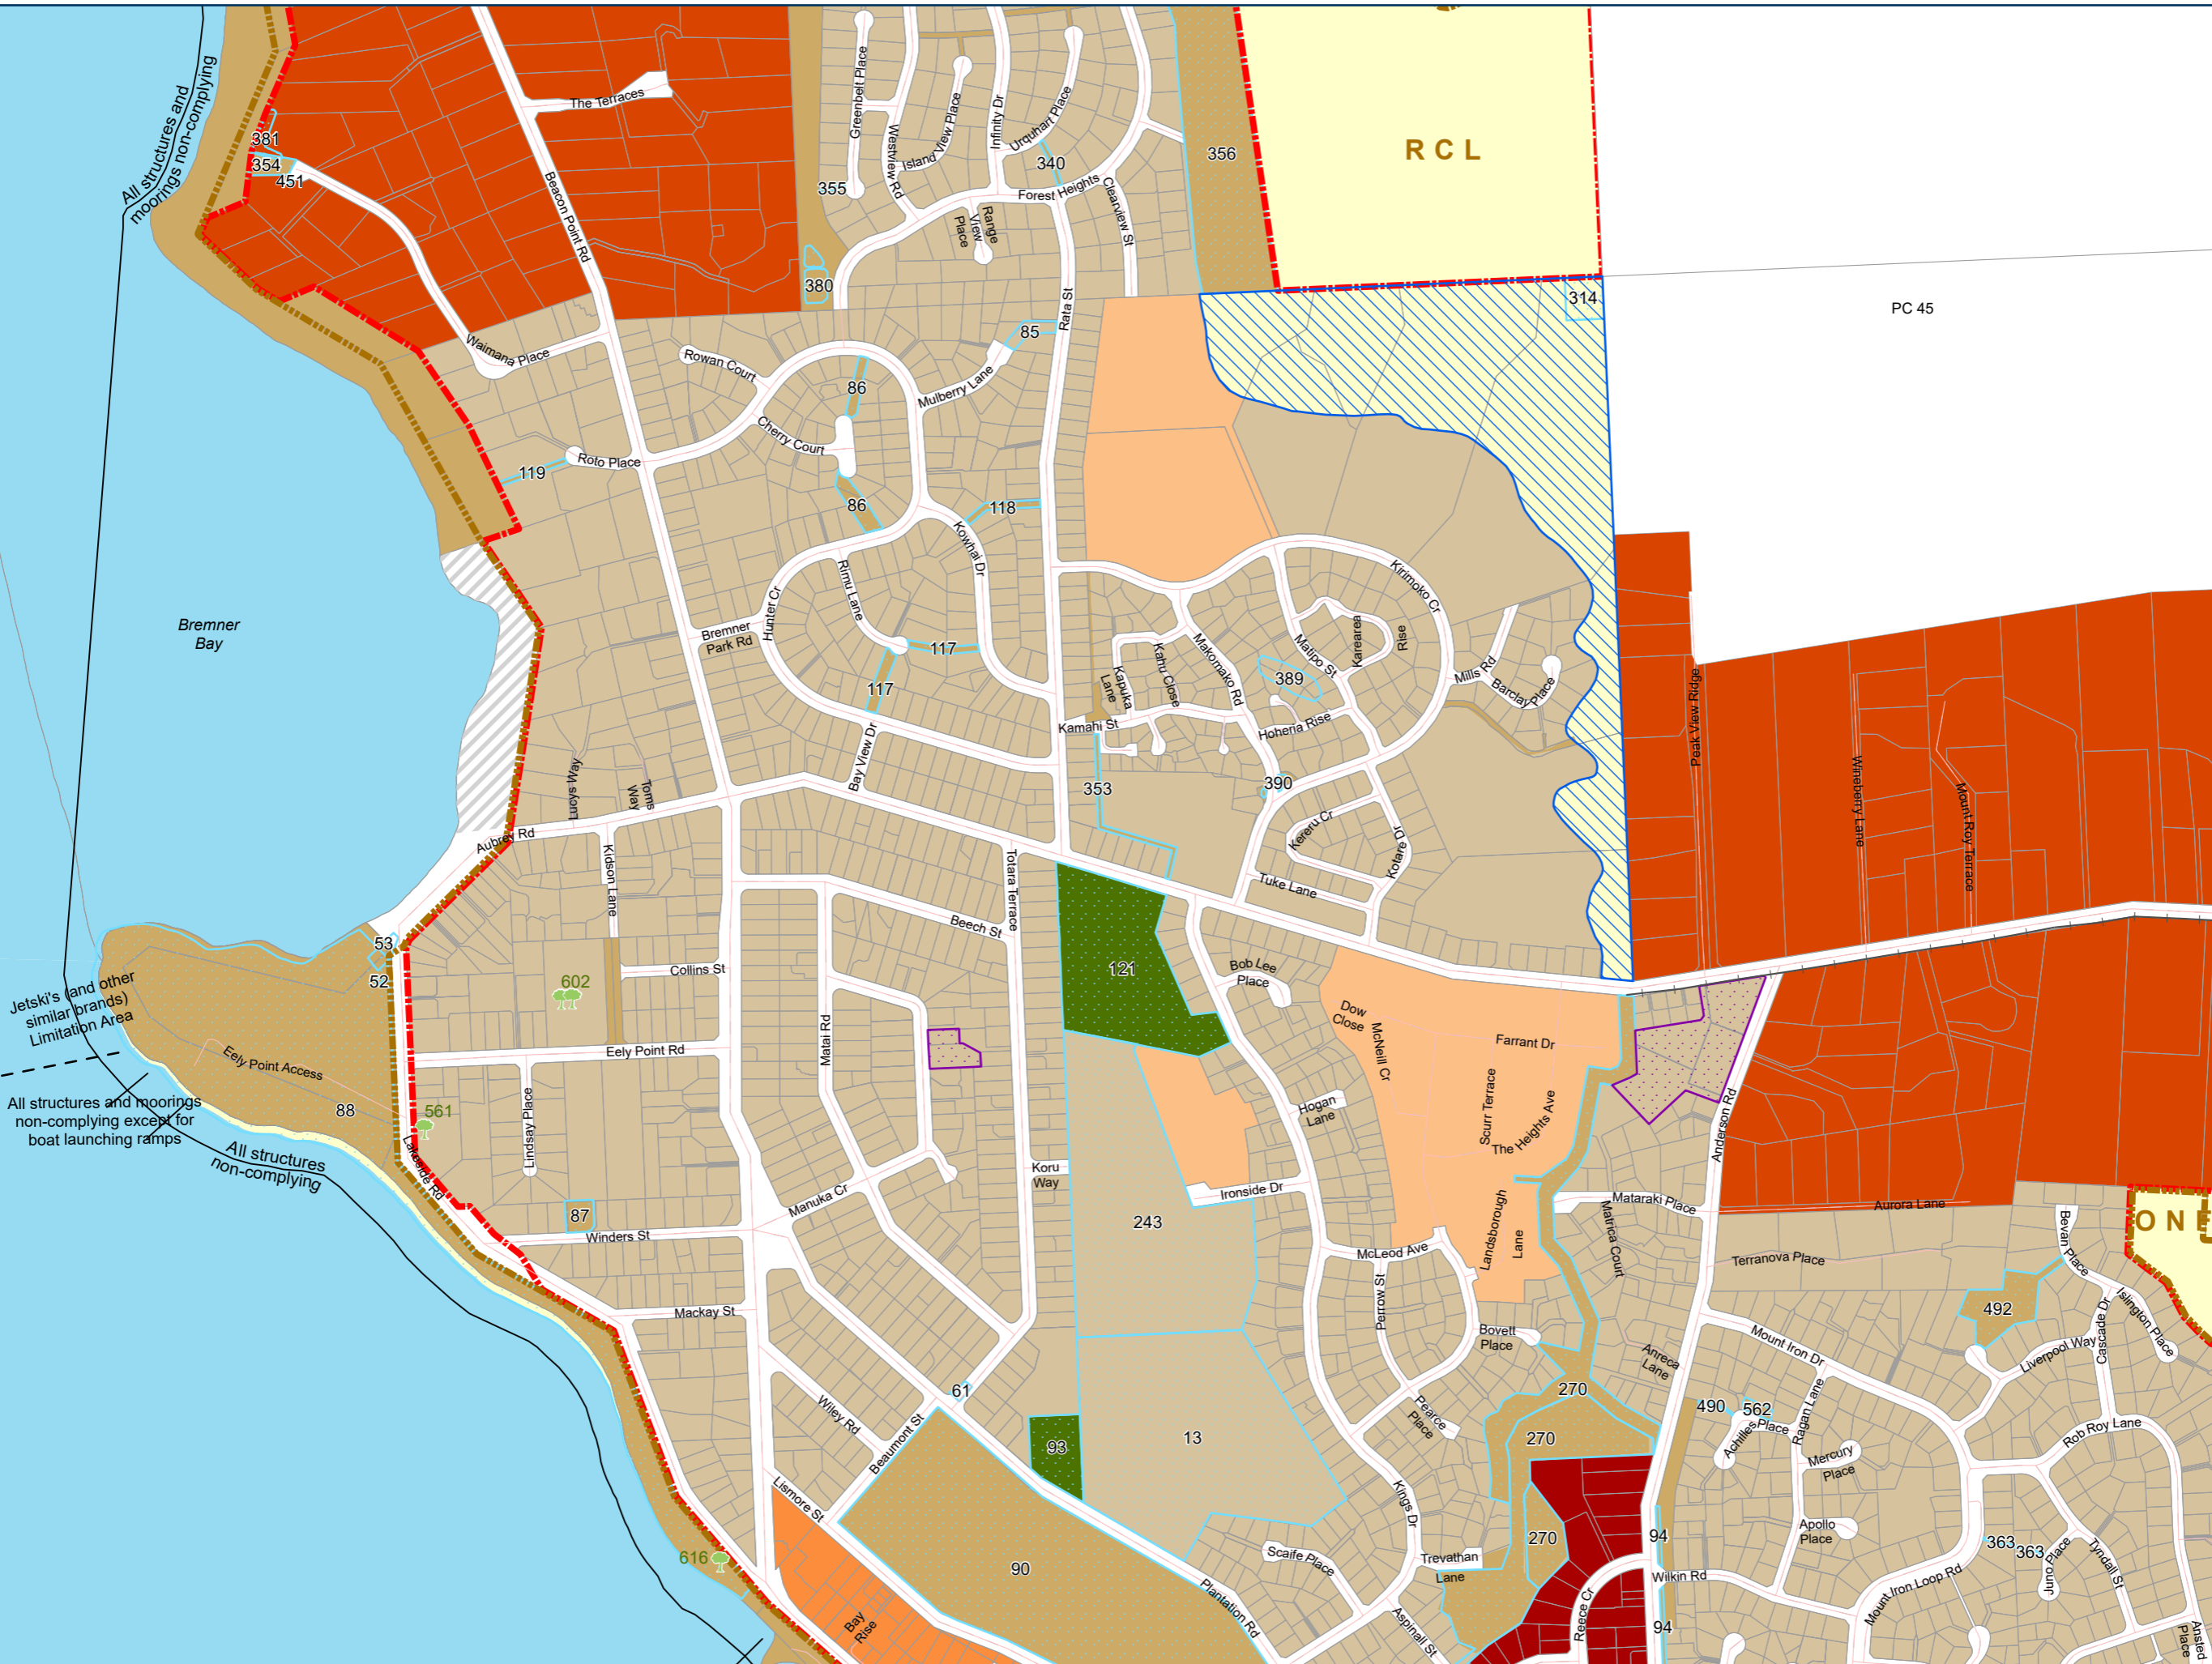 All structures and
moorings non-complying
381
354
451
The Terraces
Beacon Point Rd
Greenbelt Place
Westview Rd
Island View Place
Infinity Dr
Urquhart Place
340
355
Forest Heights
Range
View
Place
Clearview St
356
RCL
380
314
PC 45
Waimana Place
Rata St
85
Rowan Court
86
Mulberry Lane
Cherry Court
119
Roto Place
86
118
Kowhai Dr
Rimu Lane
Hunter Cr
Bremner
Park Rd
117
117
Bremner
Bay
Kirimoko Cr
Matipo St
Karearea
Rise
Makomako Rd
Kahu Close
Kapuka
Lane
389
Mills Rd
Barclay Place
Peak View Ridge
Wineberry Lane
Mount Roy Terrace
Kamahi St
Hoheria Rise
Bay View Dr
353
390
Lloys Way
Toms
Way
Aubrey Rd
Kidson Lane
Kereru Cr
Kotare Dr
Tuke Lane
Totara Terrace
Beech St
53
52
602
Collins St
121
Bob Lee
Place
Jetski's (and other
similar brands)
Limitation Area
Eely Point Access
Eely Point Rd
Matai Rd
Dow
Close
McNeill Cr
Farrant Dr
Scurr Terrace
The Heights Ave
All structures and moorings
non-complying except for
boat launching ramps
88
561
Lakeside Rd
Lindsay Place
Hogan
Lane
Anderson Rd
All structures
non-complying
Koru
Way
Ironside Dr
Manuka Cr
87
Winders St
243
McLeod Ave
Landsborough
Lane
Mataraki Place
Matrica Court
Aurora Lane
Terranova Place
Bevan Place
ONE
Perrow St
Mackay St
Bovett
Place
Anreca
Lane
Mount Iron Dr
492
Islington Place
Cascade Dr
Liverpool Way
61
Wiley Rd
Beaumont St
270
Pearce
Place
490
562
Achilles Place
Ragan Lane
Mercury
Place
Rob Roy Lane
93
13
270
Lismore St
Kings Dr
616
90
270
94
Apollo
Place
363
363
Junor Place
Tyndall St
Scaife Place
Trevathan
Lane
Wilkin Rd
Mount Iron Loop Rd
Bay
Rise
Plantation Rd
Aspinall St
Reece Cr
94
Ansted
Place